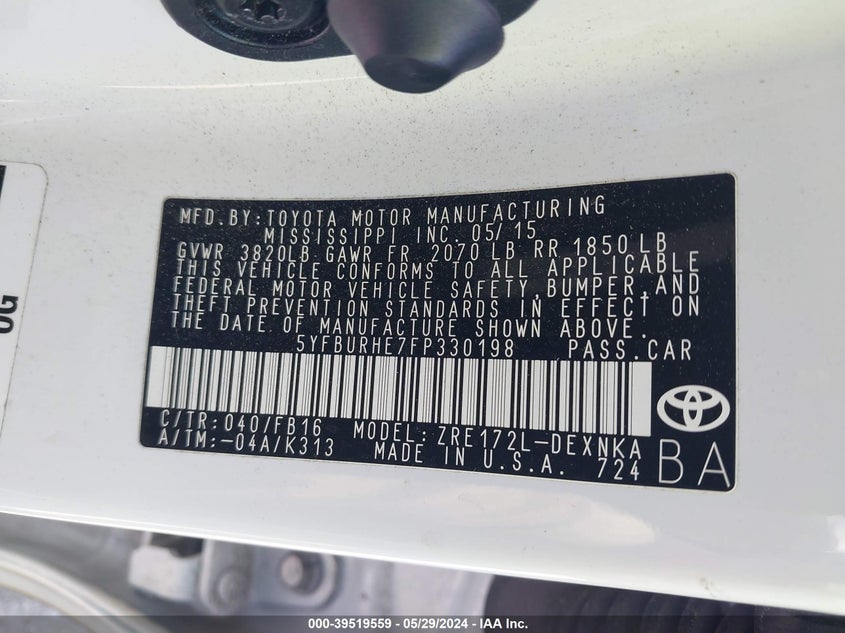 MFD. BY:TOYOTA MOTOR MANUFACTURING
MISSISSIPPI INC. 05/15
GVWR 3820LB GAWR FR 2070 LB RR 1850 LB
THIS VEHICLE CONFORMS TO ALL APPLICABLE
FEDERAL MOTOR VEHICLE SAFETY,BUMPER,AND
THEFT PREVENTION STANDARDS IN EFFECT ON
THE DATE OF MANUFACTURE SHOWN ABOVE.
5YFBURHE7FP330198 PASS.CAR
C/TR: 040/FB16 MODEL: ZRE172L-DEXNKA
A/TM:-04A/K313 MADE IN U.S.A. 724
BA
000-39519559 - 05/29/2024 - IAA Inc.